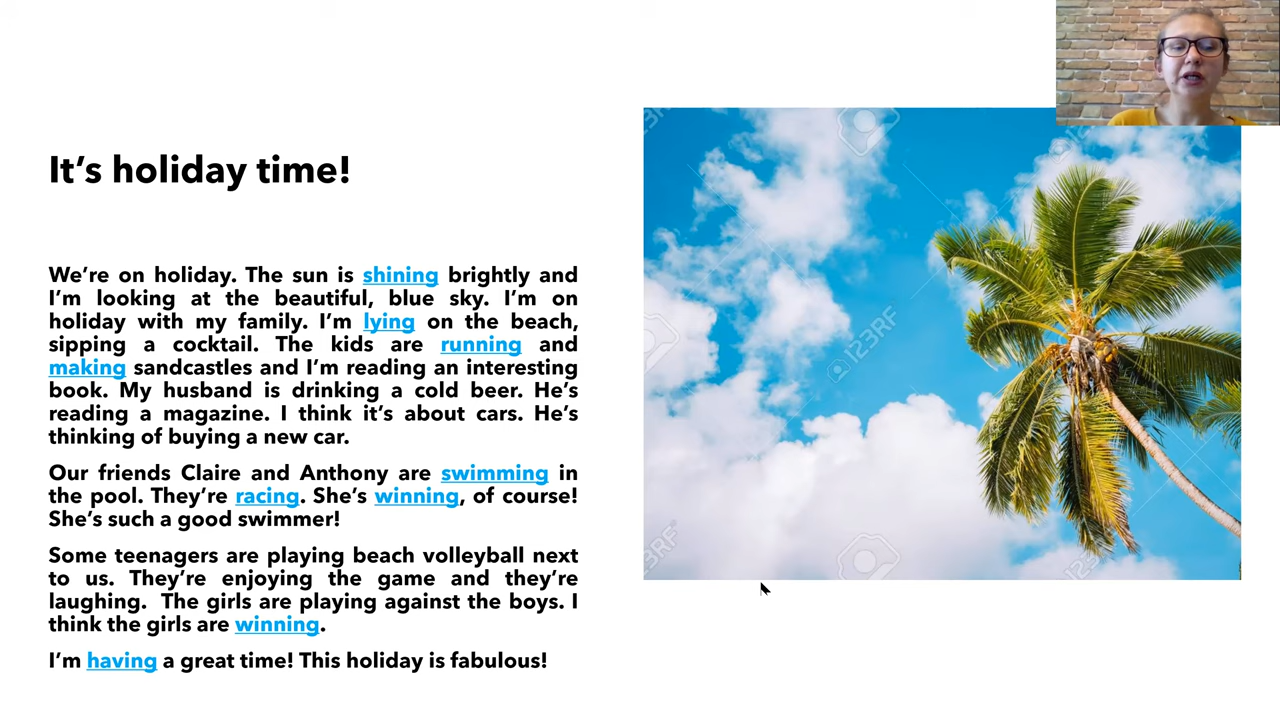 It's holiday time!
We're on holiday. The sun is shining brightly and
I'm looking at the beautiful, blue sky. I'm on
holiday with my family. I'm lying on the beach,
sipping a cocktail. The kids are running and
making sandcastles and I'm reading an interesting
book. My husband is drinking a cold beer. He's
reading a magazine. I think it's about cars. He's
thinking of buying a new car.
Our friends Claire and Anthony are swimming in
the pool. They're racing. She's winning, of course!
She's such a good swimmer!
Some teenagers are playing beach volleyball next
to us. They're enjoying the game and they're
laughing.  The girls are playing against the boys. I
think the girls are winning.
I'm having a great time! This holiday is fabulous!
123RF